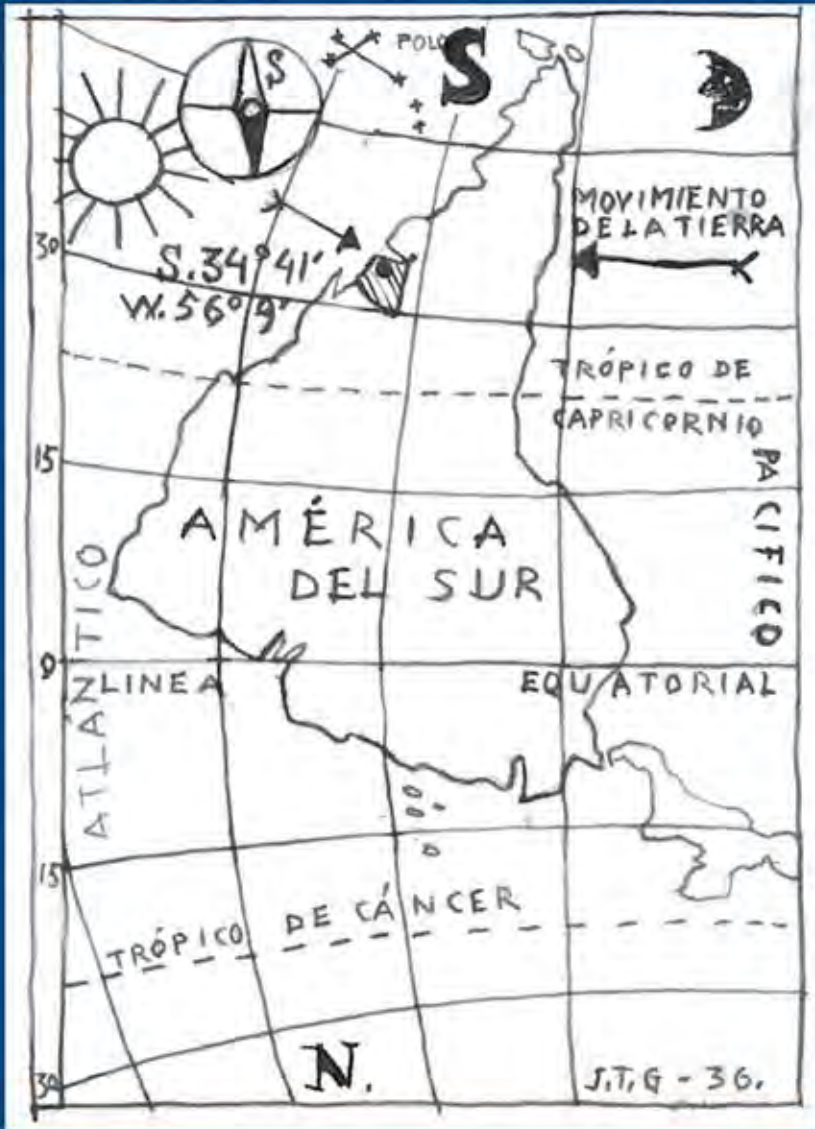 S
POLO S
30
S. 34° 41'
W. 56° 9'
MOVIMIENTO
DE LA TIERRA
TRÓPICO DE
CAPRICORNIO
15
PACIFICO
AMÉRICA
DEL SUR
ATLÁNTICO
0
LINEA EQUATORIAL
15
TRÓPICO DE CÁNCER
30
N.
J.T.G - 36.